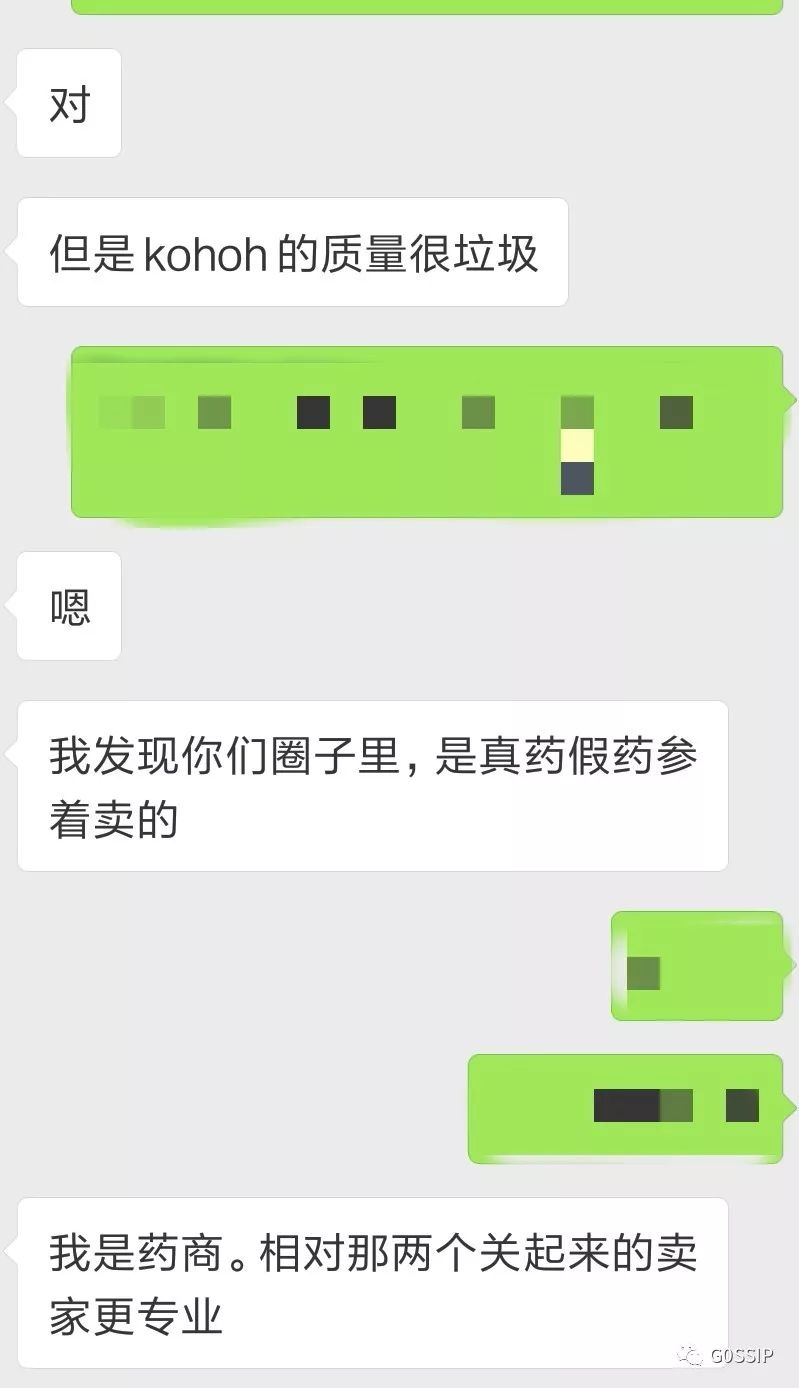 对
但是kohoh的质量很垃圾
嗯
我发现你们圈子里，是真药假药参
着卖的
我是药商。相对那两个关起来的卖
家更专业
G0SSIP